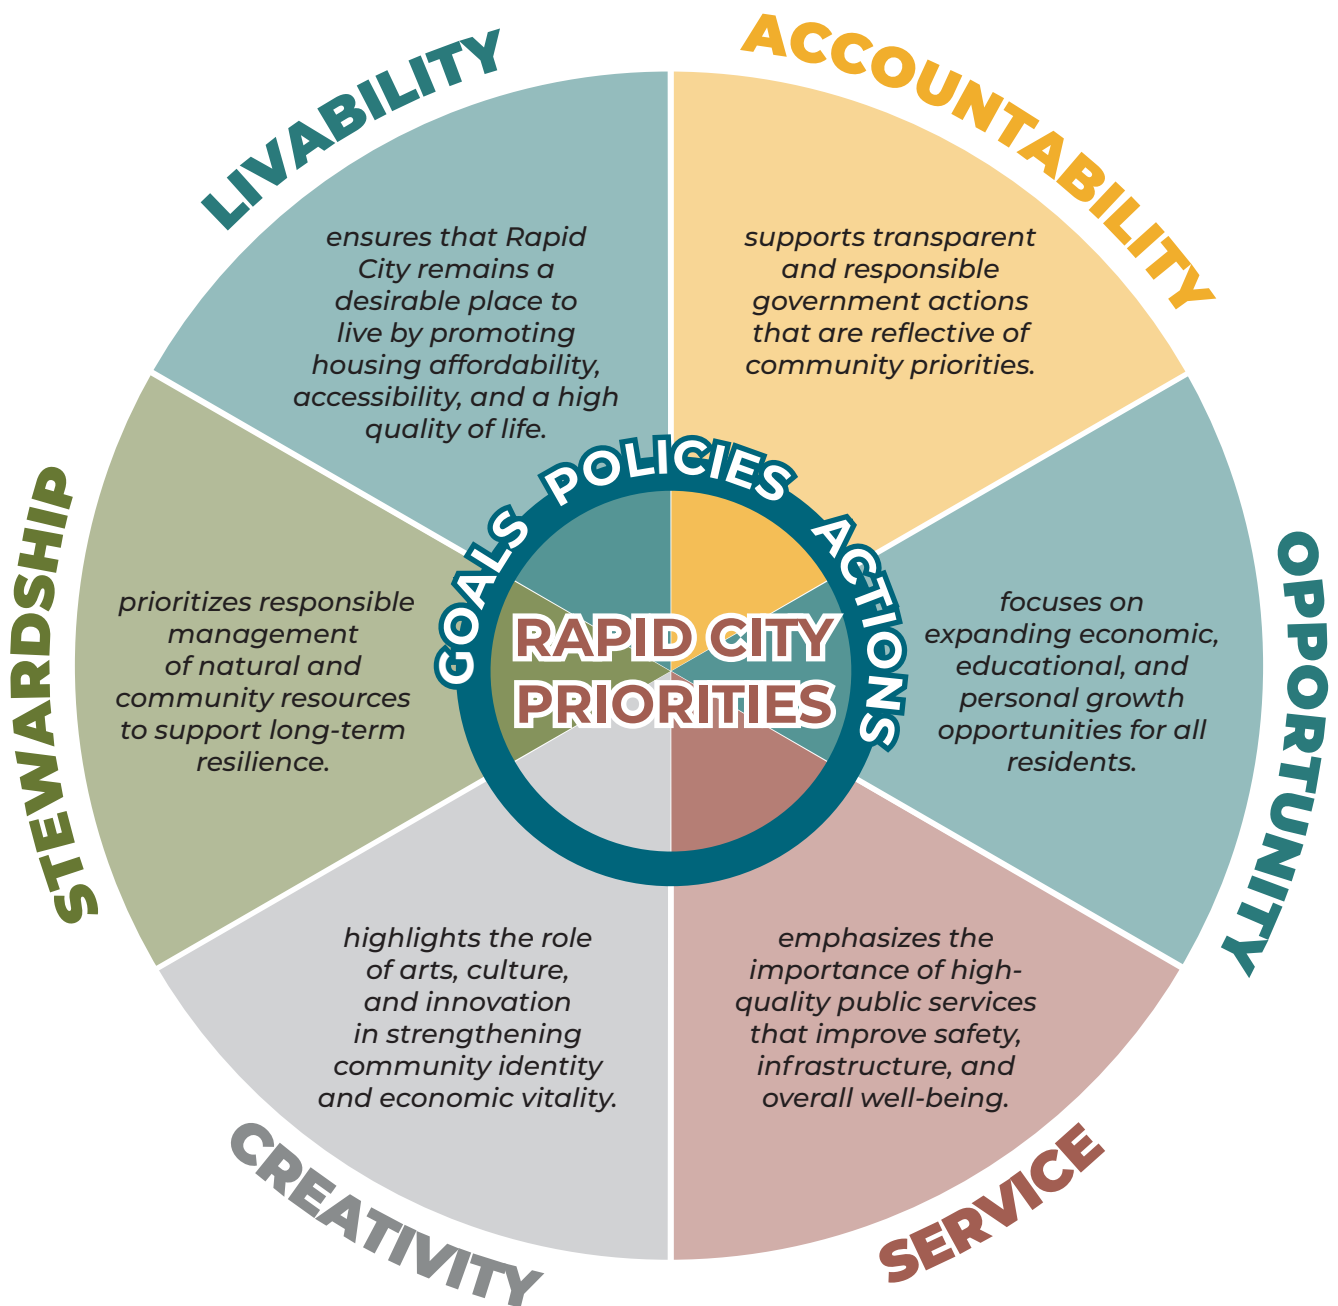 LIVABILITY
ensures that Rapid
City remains a
desirable place to
live by promoting
housing affordability,
accessibility, and a high
quality of life.
ACCOUNTABILITY
supports transparent
and responsible
government actions
that are reflective of
community priorities.
OPPORTUNITY
focuses on
expanding economic,
educational, and
personal growth
opportunities for all
residents.
SERVICE
emphasizes the
importance of high-
quality public services
that improve safety,
infrastructure, and
overall well-being.
CREATIVITY
highlights the role
of arts, culture,
and innovation
in strengthening
community identity
and economic vitality.
STEWARDSHIP
prioritizes responsible
management
of natural and
community resources
to support long-term
resilience.
GOALS POLICIES ACTIONS
RAPID CITY
PRIORITIES